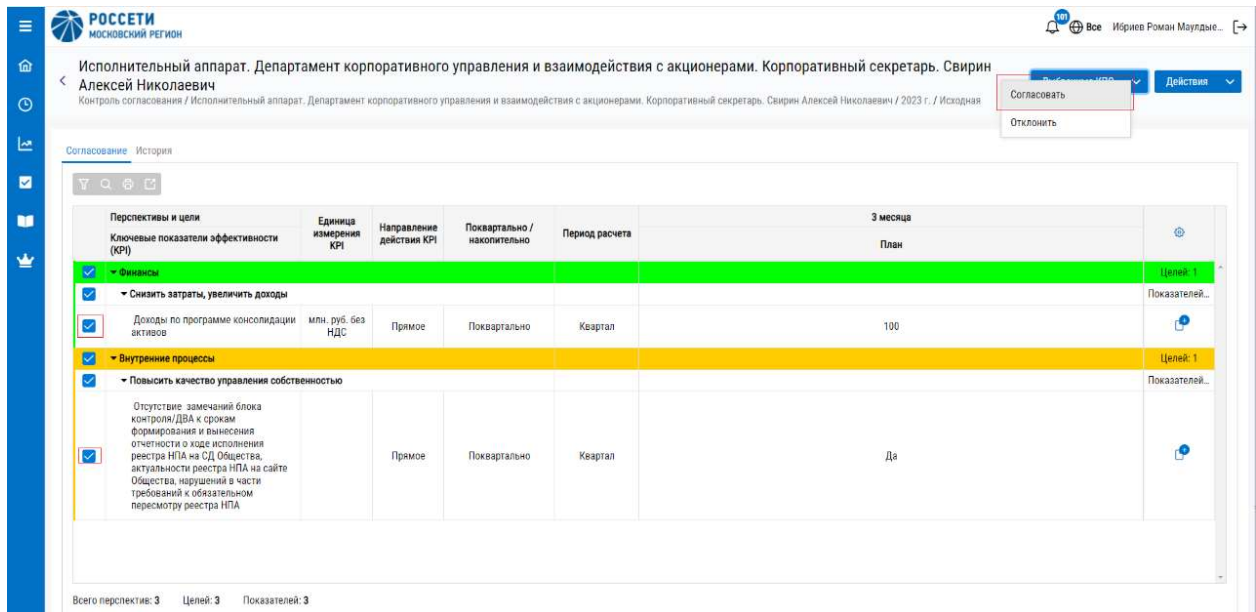 РОССЕТИ
МОСКОВСКИЙ РЕГИОН
101
Все Ибриев Роман Маулдые...
Исполнительный аппарат. Департамент корпоративного управления и взаимодействия с акционерами. Корпоративный секретарь. Свирин
Алексей Николаевич
Контроль согласования / Исполнительный аппарат. Департамент корпоративного управления и взаимодействия с акционерами. Корпоративный секретарь. Свирин Алексей Николаевич / 2023 г. / Исходная
Действия
Согласовать
Отклонить
Согласование История
Перспективы и цели
Ключевые показатели эффективности
(KPI)
Единица
измерения
KPI
Направление
действия KPI
Поквартально /
накопительно
Период расчета
3 месяца
План
Финансы
Целей: 1
Снизить затраты, увеличить доходы
Показателей...
Доходы по программе консолидации
активов
млн. руб. без
НДС
Прямое
Поквартально
Квартал
100
Внутренние процессы
Целей: 1
Повысить качество управления собственностью
Показателей...
Отсутствие замечаний блока
контроля/ДВА к срокам
формирования и вынесения
отчетности о ходе исполнения
реестра НПА на СД Общества,
актуальности реестра НПА на сайте
Общества, нарушений в части
требований к обязательном
пересмотру реестра НПА
Прямое
Поквартально
Квартал
Да
Всего перспектив: 3 Целей: 3 Показателей: 3